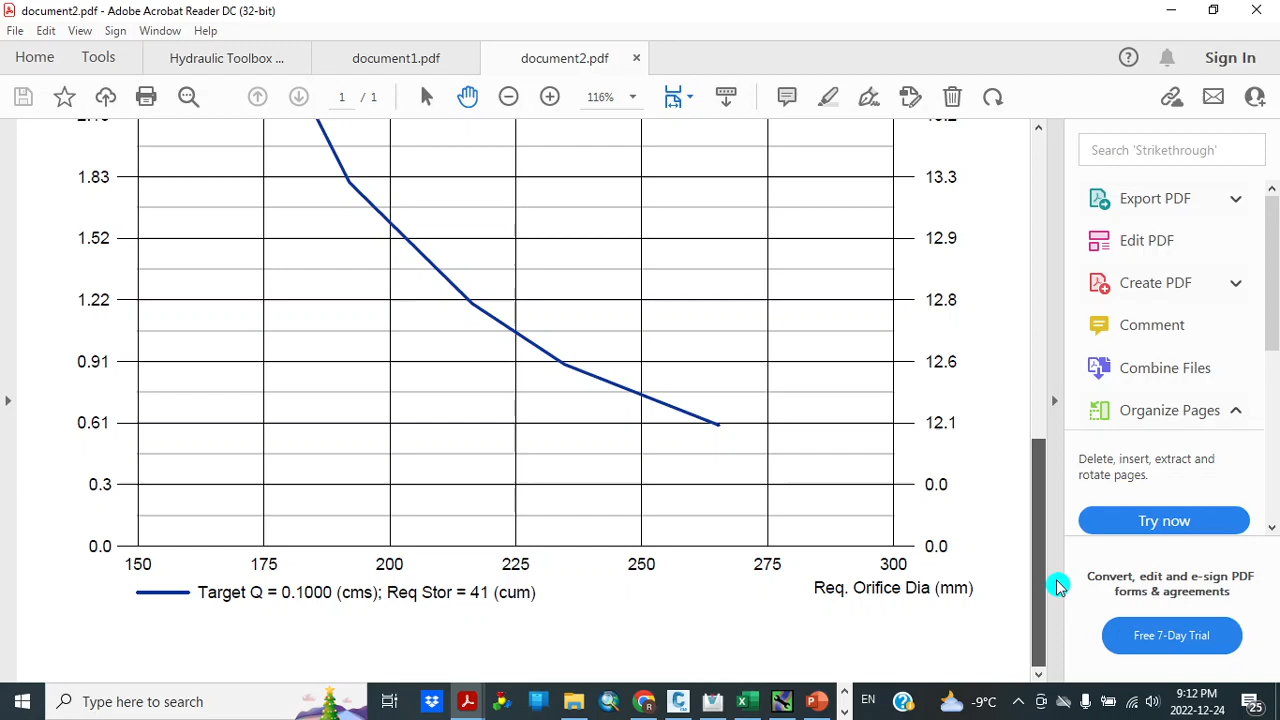 document2.pdf - Adobe Acrobat Reader DC (32-bit)
File Edit View Sign Window Help
Home Tools Hydraulic Toolbox ... document1.pdf document2.pdf Sign In
1 / 1 116%
Search 'Strikethrough'
1.83 13.3
1.52 12.9
1.22 12.8
0.91 12.6
0.61 12.1
0.3 0.0
0.0 0.0
150 175 200 225 250 275 300
Target Q = 0.1000 (cms); Req Stor = 41 (cum) Req. Orifice Dia (mm)
Export PDF
Edit PDF
Create PDF
Comment
Combine Files
Organize Pages
Delete, insert, extract and
rotate pages.
Try now
Convert, edit and e-sign PDF
forms & agreements
Free 7-Day Trial
Type here to search
EN
-9°C
9:12 PM
2022-12-24
25